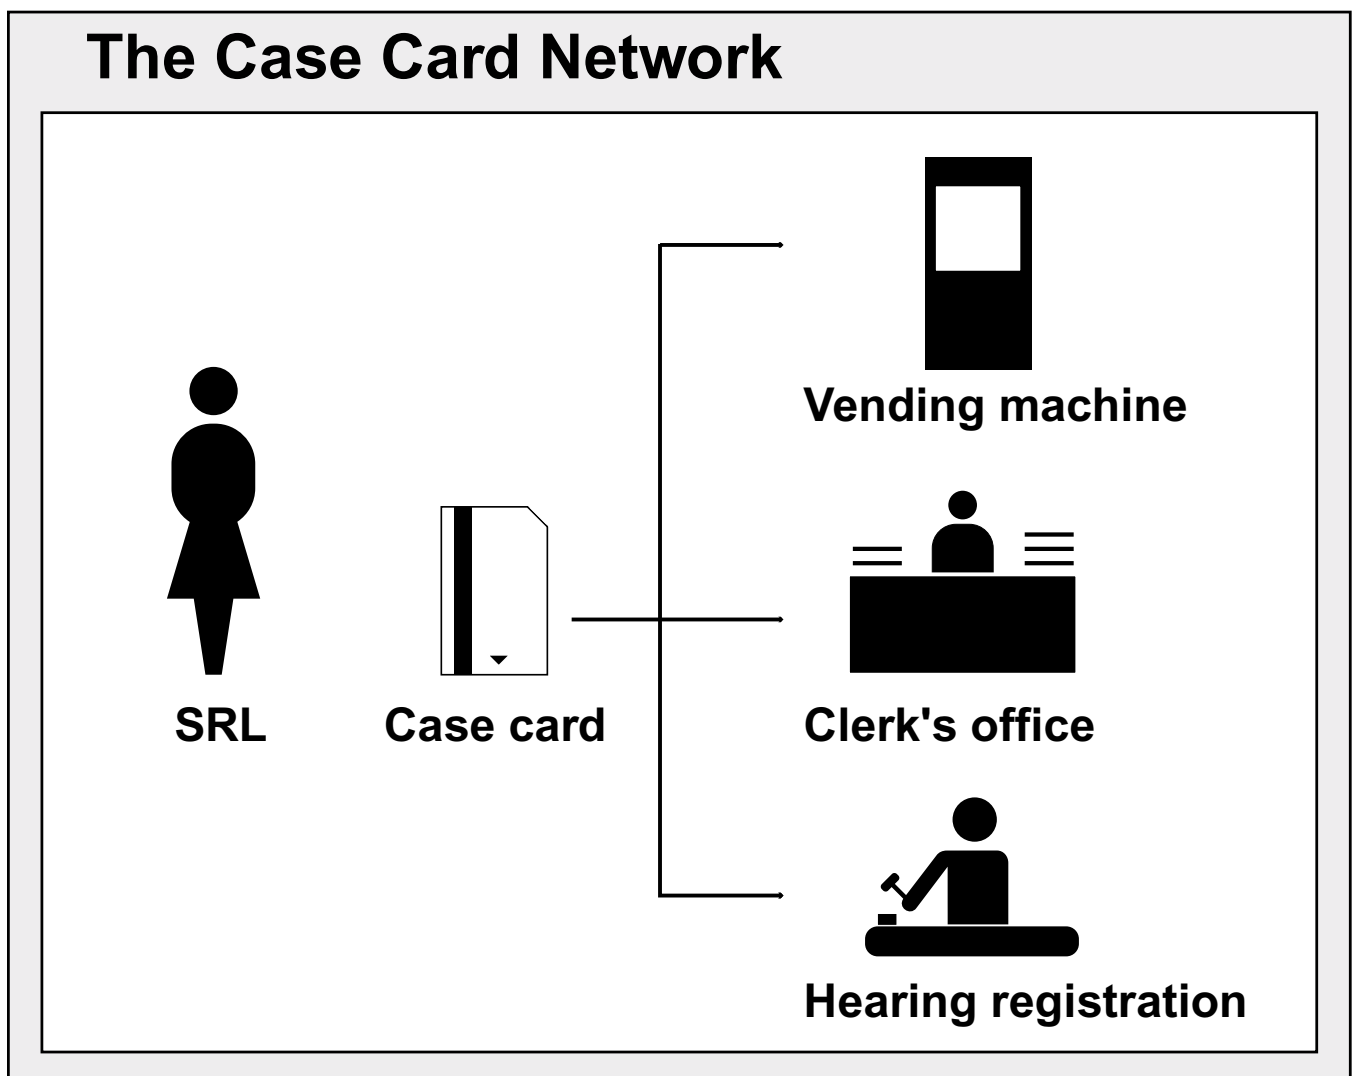 The Case Card Network
Vending machine
SRL
Case card
Clerk's office
Hearing registration